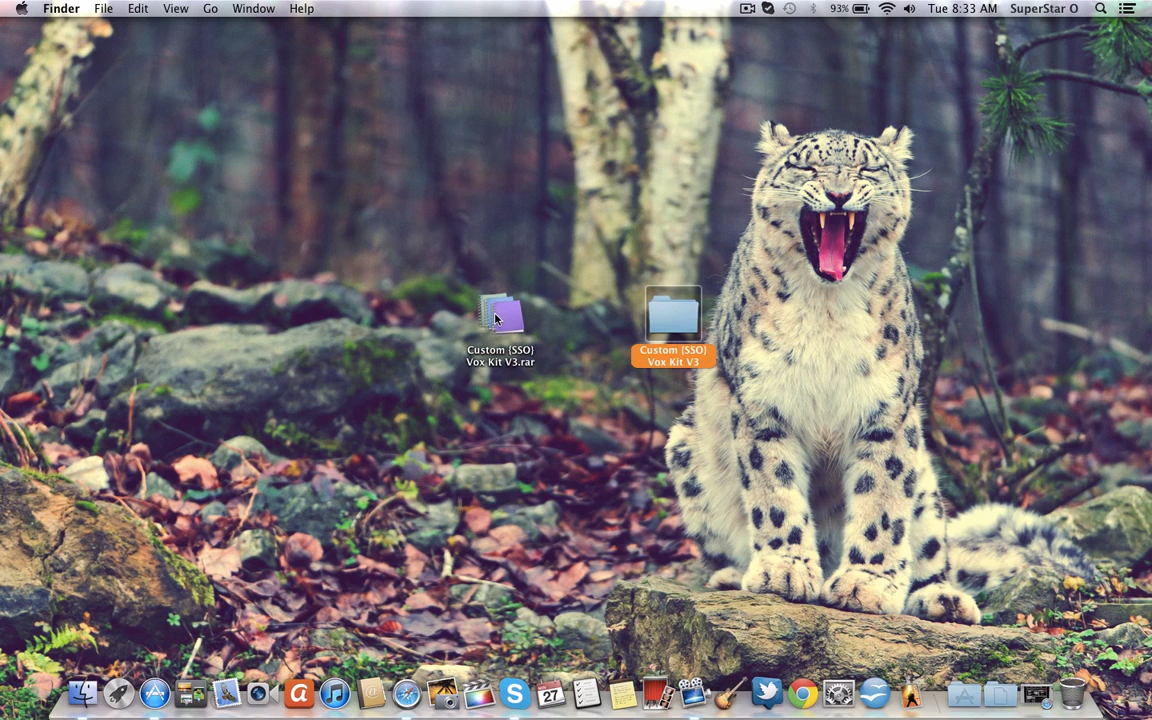 Finder File Edit View Go Window Help 93% Tue 8:33 AM SuperStar O
Custom {SSO}
Vox Kit V3.rar
Custom {SSO}
Vox Kit V3
27